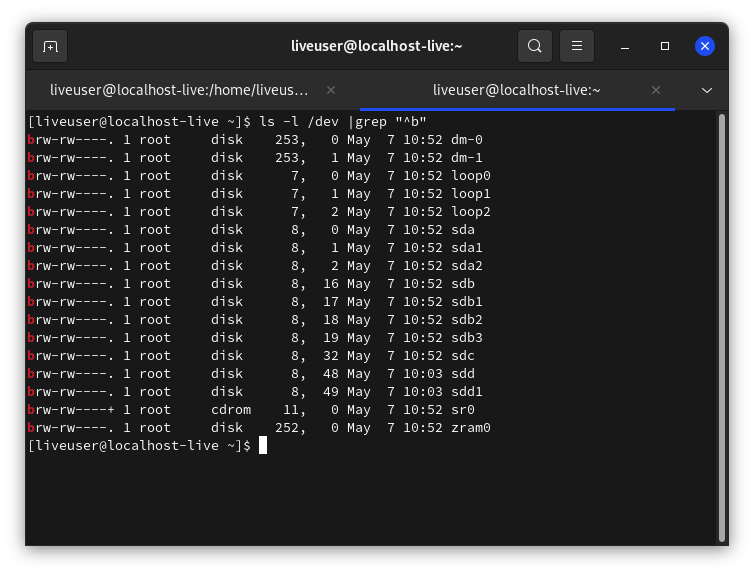 liveuser@localhost-live:~
liveuser@localhost-live:/home/liveus…
liveuser@localhost-live:~
[liveuser@localhost-live ~]$ ls -l /dev |grep "^b"
brw-rw----. 1 root     disk    253,   0 May  7 10:52 dm-0
brw-rw----. 1 root     disk    253,   1 May  7 10:52 dm-1
brw-rw----. 1 root     disk      7,   0 May  7 10:52 loop0
brw-rw----. 1 root     disk      7,   1 May  7 10:52 loop1
brw-rw----. 1 root     disk      7,   2 May  7 10:52 loop2
brw-rw----. 1 root     disk      8,   0 May  7 10:52 sda
brw-rw----. 1 root     disk      8,   1 May  7 10:52 sda1
brw-rw----. 1 root     disk      8,   2 May  7 10:52 sda2
brw-rw----. 1 root     disk      8,  16 May  7 10:52 sdb
brw-rw----. 1 root     disk      8,  17 May  7 10:52 sdb1
brw-rw----. 1 root     disk      8,  18 May  7 10:52 sdb2
brw-rw----. 1 root     disk      8,  19 May  7 10:52 sdb3
brw-rw----. 1 root     disk      8,  32 May  7 10:52 sdc
brw-rw----. 1 root     disk      8,  48 May  7 10:03 sdd
brw-rw----. 1 root     disk      8,  49 May  7 10:03 sdd1
brw-rw----+ 1 root     cdrom    11,   0 May  7 10:52 sr0
brw-rw----. 1 root     disk    252,   0 May  7 10:52 zram0
[liveuser@localhost-live ~]$